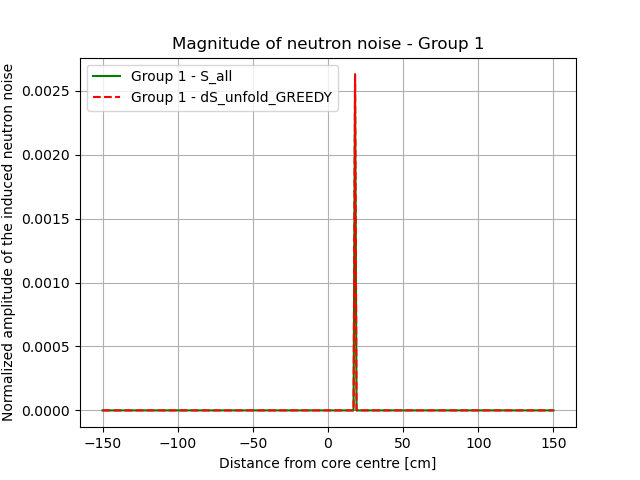 Magnitude of neutron noise - Group 1
Normalized amplitude of the induced neutron noise
0.0025
0.0020
0.0015
0.0010
0.0005
0.0000
Group 1 - S_all
Group 1 - dS_unfold_GREEDY
−150
−100
−50
0
50
100
150
Distance from core centre [cm]